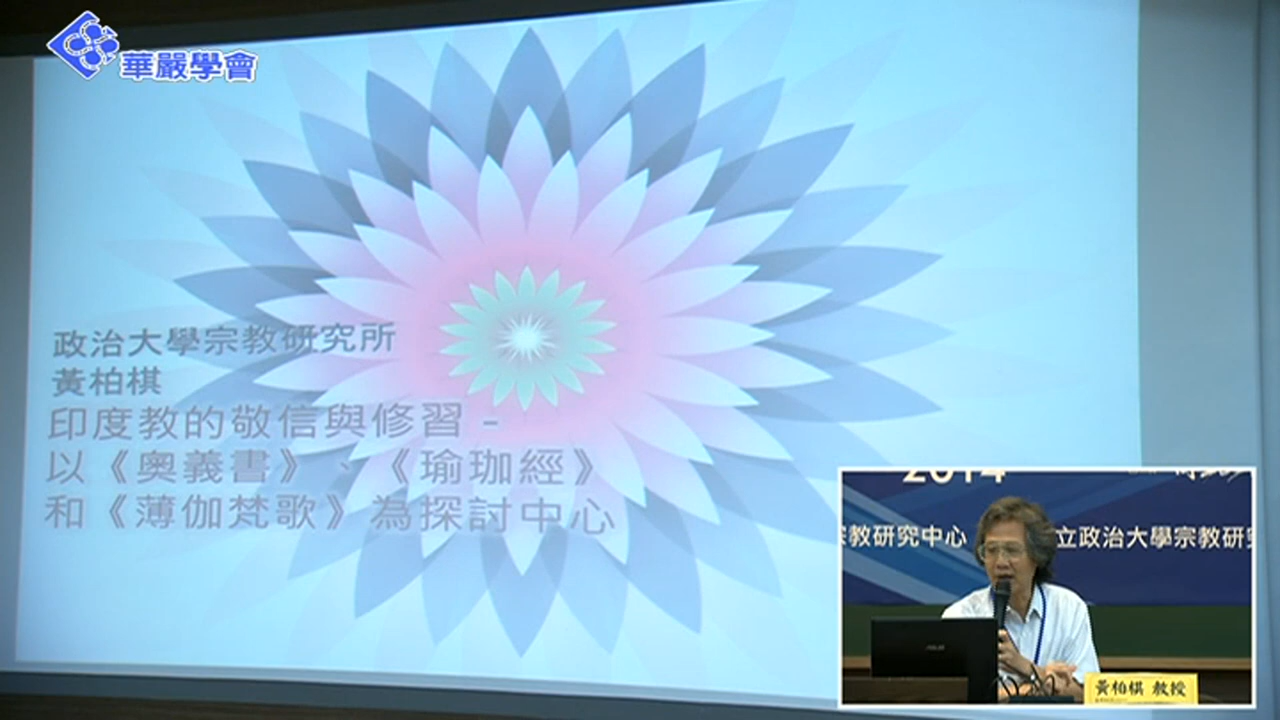 華嚴學會
政治大學宗教研究所
黃柏棋
印度教的敬信與修習 -
以《奧義書》、《瑜珈經》
和《薄伽梵歌》為探討中心
2014
宗教研究中心 立政治大學宗教研究
黃柏棋 教授